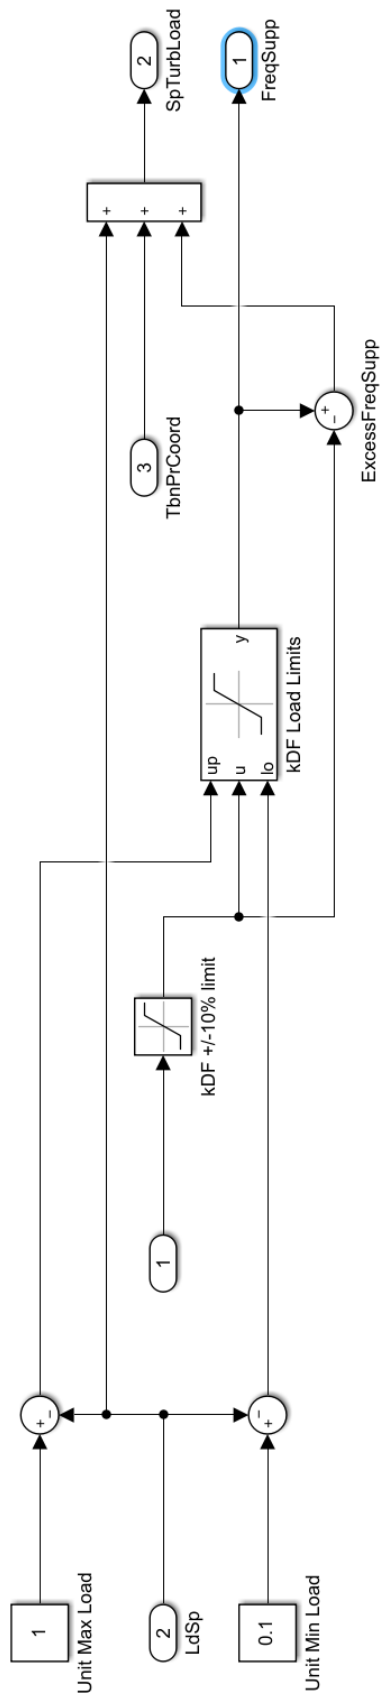 1
Unit Max Load
+
−
2
LdSp
0.1
Unit Min Load
+
−
1
kDF +/-10% limit
up
u
lo
y
kDF Load Limits
3
TbnPrCoord
+
−
ExcessFreqSupp
+
+
+
2
SpTurbLoad
1
FreqSupp